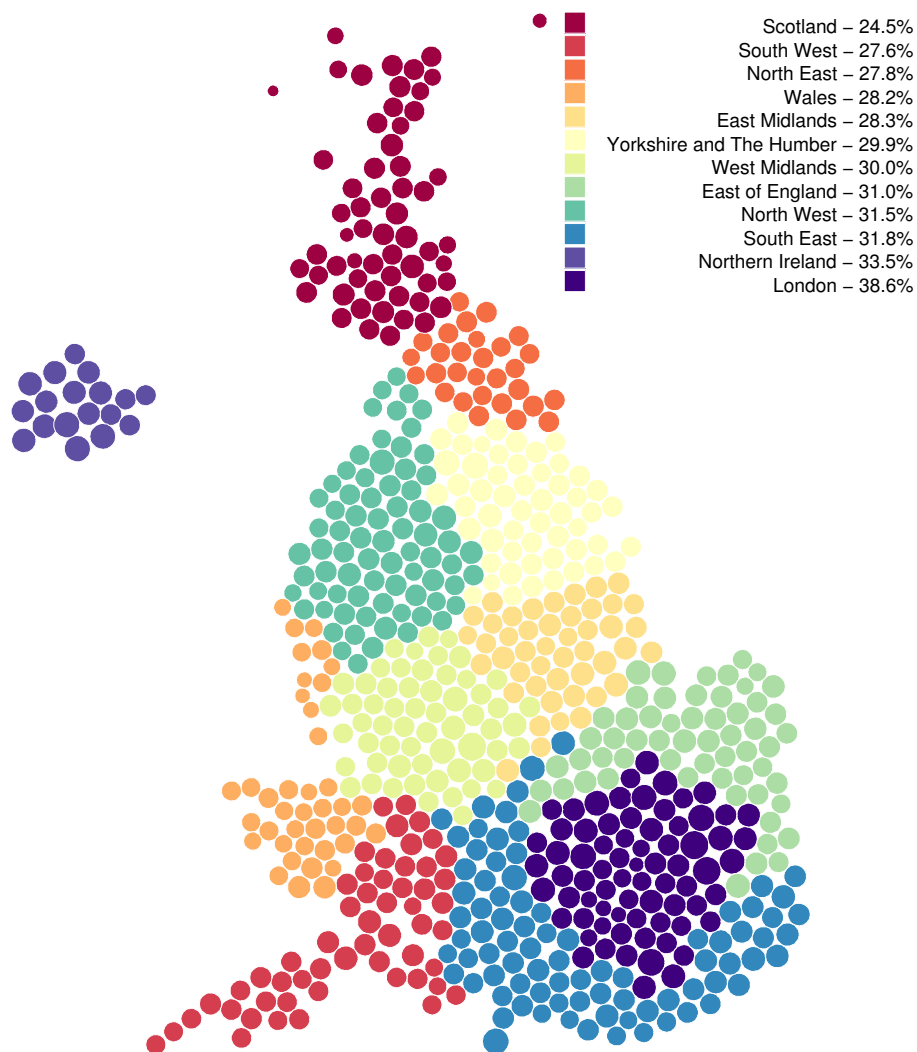 Scotland − 24.5%
South West − 27.6%
North East − 27.8%
Wales − 28.2%
East Midlands − 28.3%
Yorkshire and The Humber − 29.9%
West Midlands − 30.0%
East of England − 31.0%
North West − 31.5%
South East − 31.8%
Northern Ireland − 33.5%
London − 38.6%